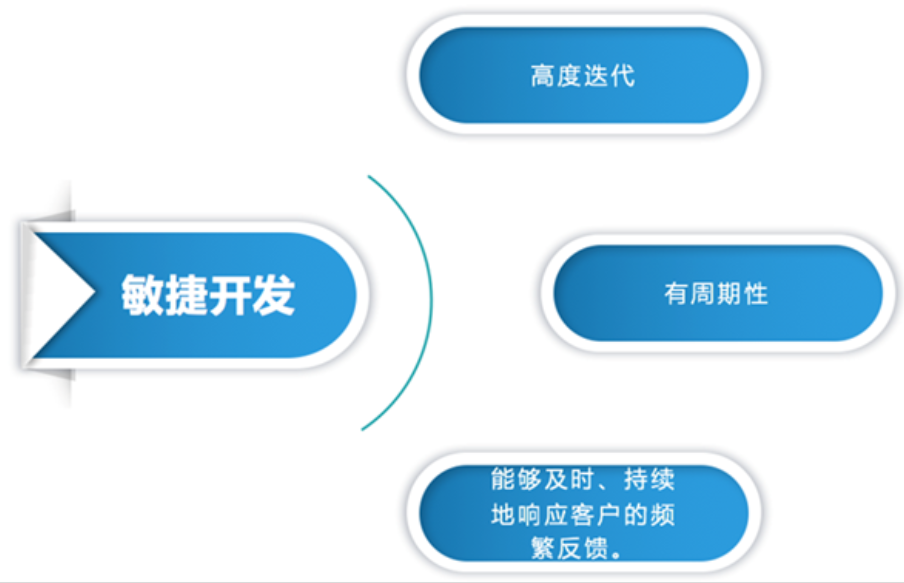 高度迭代
敏捷开发
有周期性
能够及时、持续
地响应客户的频
繁反馈。